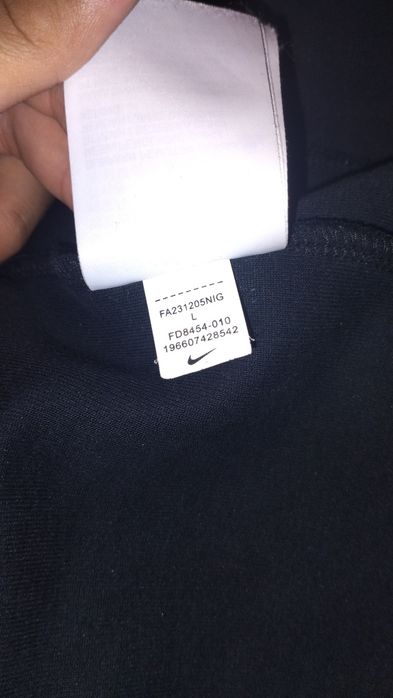 ---------
FA231205NIG
L
FD8454-010
196607428542